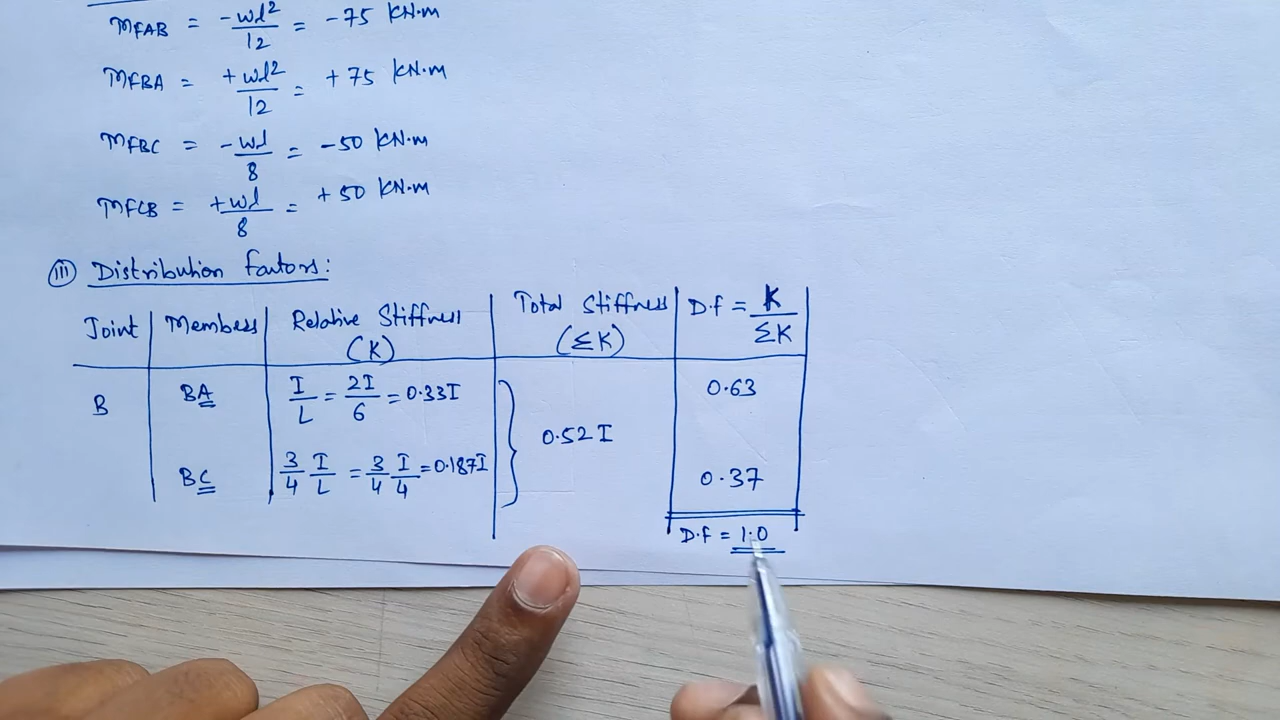 MFAB = -wl²/12 = -75 KN.m
MFBA = +wl²/12 = +75 KN.m
MFBC = -wl/8 = -50 KN.m
MFCB = +wl/8 = +50 KN.m
III Distribution factors:
Joint Members Relative Stiffness (K) Total Stiffness (ΣK) D.f = K/ΣK
B BA I/L = 2I/6 = 0.33I 0.52I 0.63
BC 3/4 I/L = 3/4 I/4 = 0.187I 0.37
D.f = 1.0